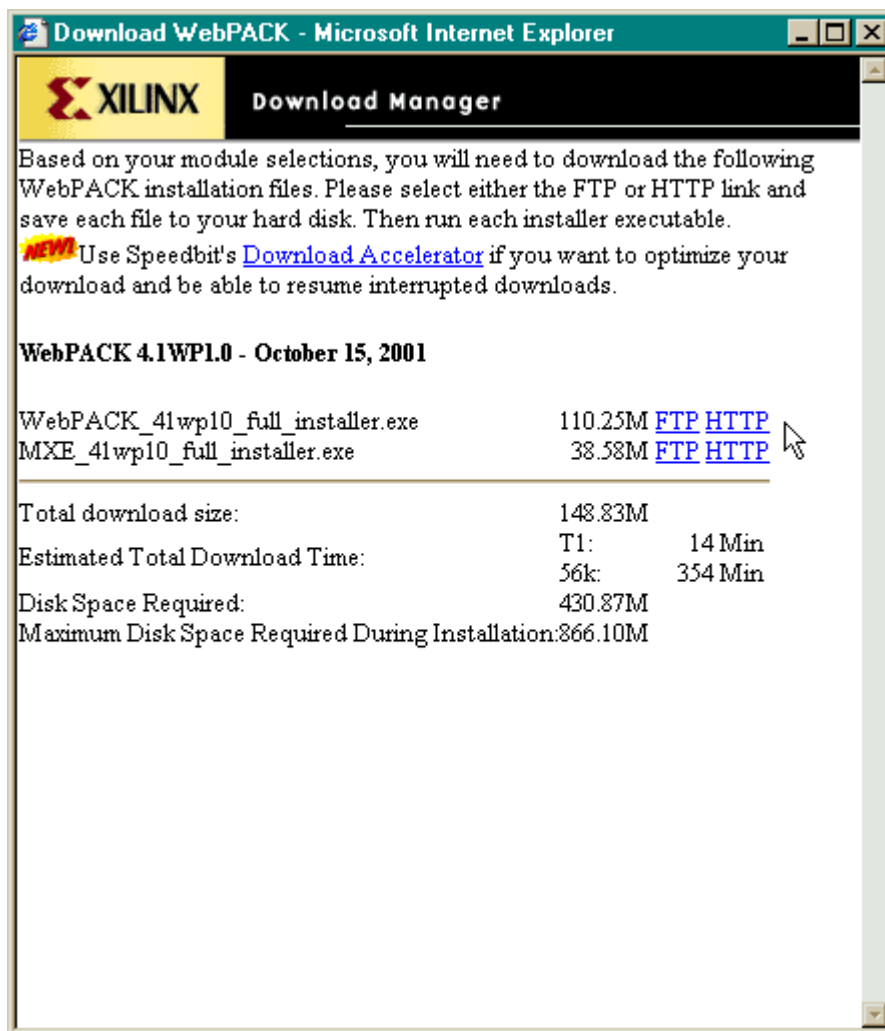 Download WebPACK - Microsoft Internet Explorer
XILINX Download Manager
Based on your module selections, you will need to download the following
WebPACK installation files. Please select either the FTP or HTTP link and
save each file to your hard disk. Then run each installer executable.
NEW! Use Speedbit's Download Accelerator if you want to optimize your
download and be able to resume interrupted downloads.
WebPACK 4.1WP1.0 - October 15, 2001
WebPACK_41wp10_full_installer.exe 110.25M FTP HTTP
MXE_41wp10_full_installer.exe 38.58M FTP HTTP
Total download size: 148.83M
Estimated Total Download Time: T1: 14 Min
56k: 354 Min
Disk Space Required: 430.87M
Maximum Disk Space Required During Installation:866.10M